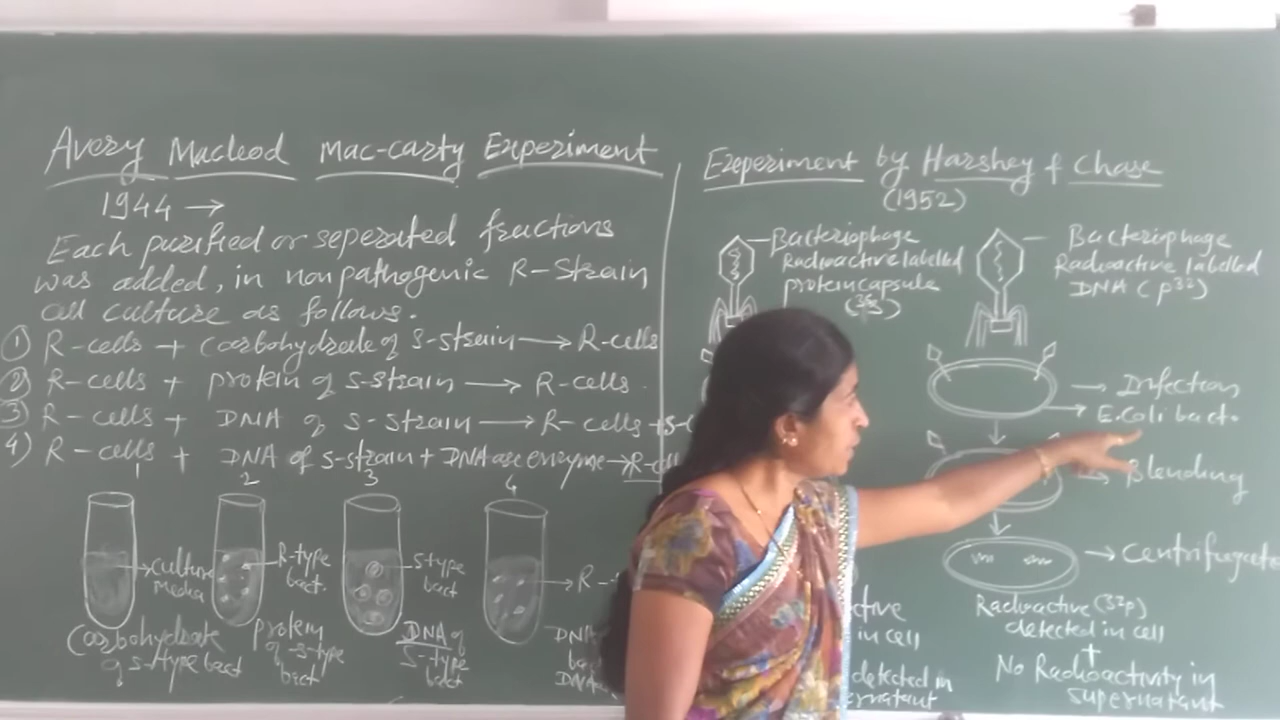 Avery Macleod Mac-carty Experiment
1944 →
Each purified or seperated fractions
was added, in nonpathogenic R-Strain
cell culture as follows.
1) R-cells + Carbohydrate of S-strain → R-cells
2) R-cells + protein of S-strain → R-cells
3) R-cells + DNA of S-strain → R-cells + S-
4) R-cells + DNA of S-strain + DNAase enzyme →
1 2 3 4
→ Culture
Media
R-type
bact.
S type
bact
→ R-
Carbohydrate
of S-type bact
protein
of S-type
bact
DNA of
S-type
bact
Experiment by Harshey & Chase
(1952)
Bacteriophage
Radioactive labelled
protein capsule
Bacteriophage
Radioactive labelled
DNA (P32)
→ Infection
→ E.Coli bact.
→ Blending
→ Centrifugat
in cell
detected in
Radioactive (32p)
detected in cell
+
No Radioactivity in
supernatant